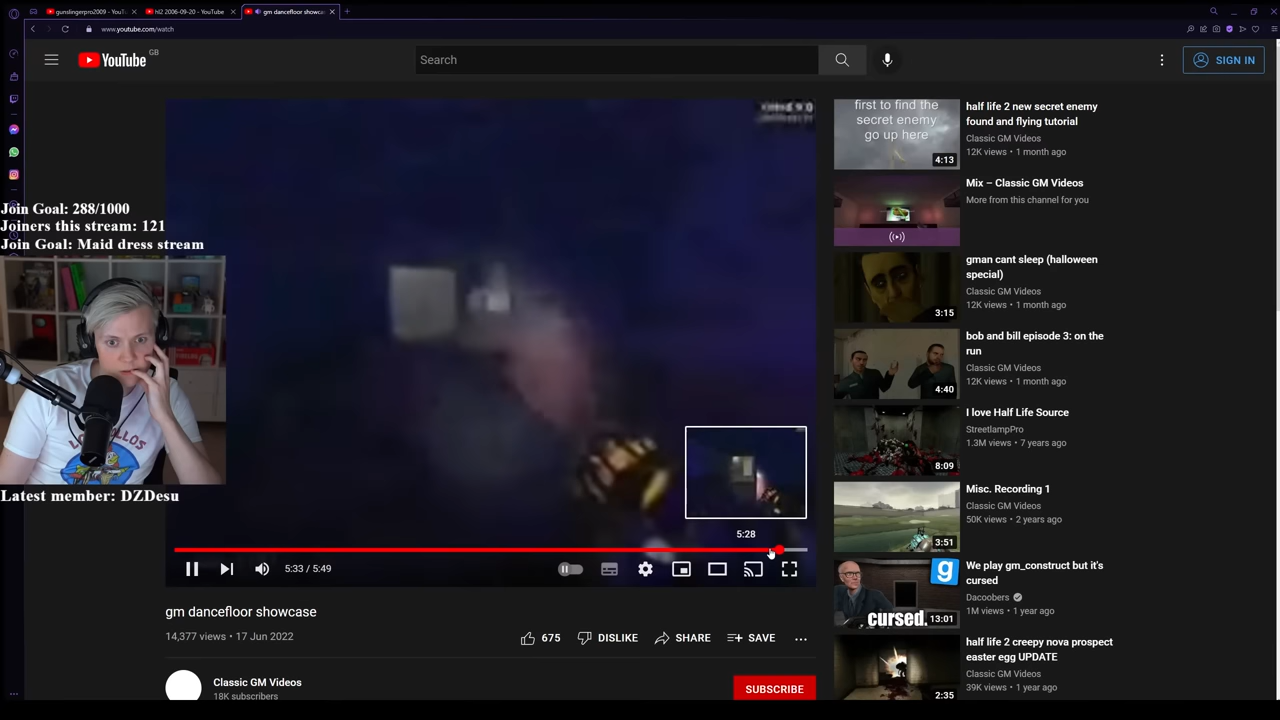 gunslingerpro2009 - YouT
hl2 2006-09-20 - YouTube
gm dancefloor showcas
www.youtube.com/watch
YouTube
GB
Search
SIGN IN
Join Goal: 288/1000
Joiners this stream: 121
Join Goal: Maid dress stream
Latest member: DZDesu
5:28
5:33 / 5:49
gm dancefloor showcase
14,377 views • 17 Jun 2022
675
DISLIKE
SHARE
SAVE
Classic GM Videos
18K subscribers
SUBSCRIBE
first to find the
secret enemy
go up here
4:13
half life 2 new secret enemy
found and flying tutorial
Classic GM Videos
12K views • 1 month ago
Mix – Classic GM Videos
More from this channel for you
3:15
gman cant sleep (halloween
special)
Classic GM Videos
12K views • 1 month ago
4:40
bob and bill episode 3: on the
run
Classic GM Videos
12K views • 1 month ago
8:09
I love Half Life Source
StreetlampPro
1.3M views • 7 years ago
3:51
Misc. Recording 1
50K views • 2 years ago
cursed.
13:01
We play gm_construct but it's
cursed
Dacoobers
1M views • 1 year ago
2:35
half life 2 creepy nova prospect
easter egg UPDATE
Classic GM Videos
39K views • 1 year ago